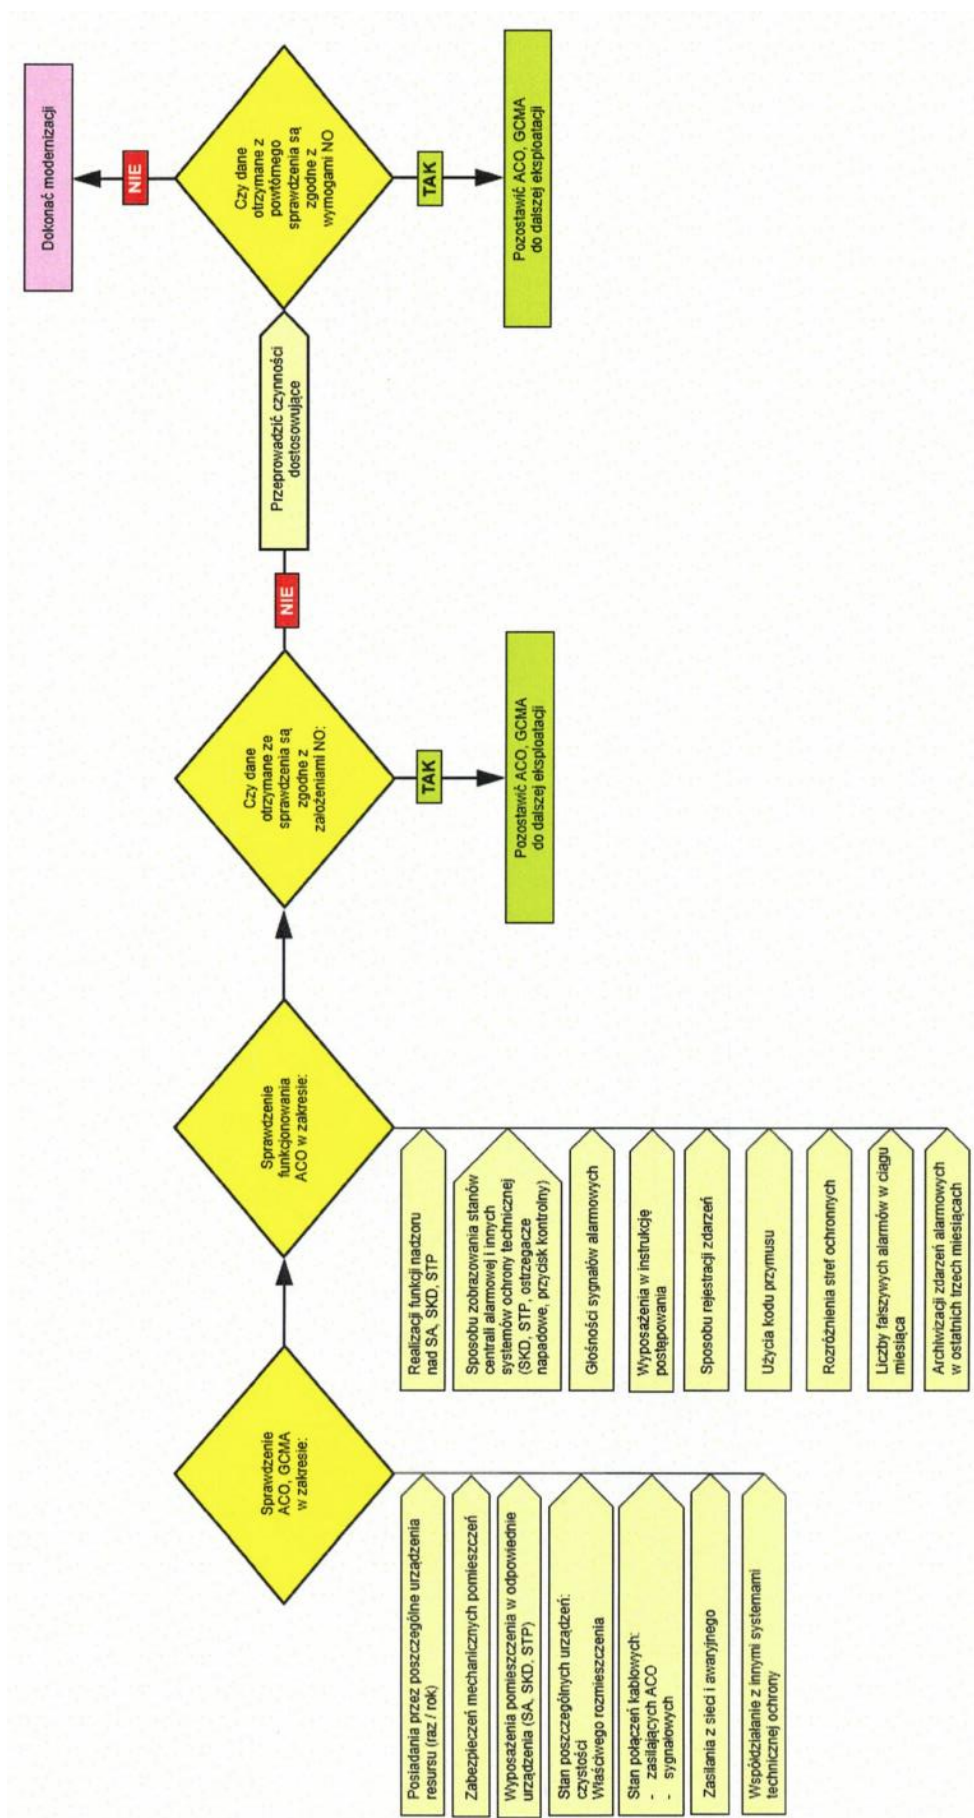 Sprawdzenie
ACO, GCMA
w zakresie:
Posiadania przez poszczególne urządzenia
resursu (raz / rok)
Zabezpieczeń mechanicznych pomieszczeń
Wyposażenia pomieszczenia w odpowiednie
urządzenia (SA, SKD, STP)
Stan poszczególnych urządzeń:
czystości
Właściwego rozmieszczenia
Stan połączeń kablowych:
- zasilających ACO
- sygnałowych
Zasilania z sieci i awaryjnego
Współdziałanie z innymi systemami
technicznej ochrony
Sprawdzenie
funkcjonowania
ACO w zakresie:
Realizacji funkcji nadzoru
nad SA, SKD, STP
Sposobu zobrazowania stanów
centrali alarmowej i innych
systemów ochrony technicznej
(SKD, STP, ostrzegacze
napadowe, przycisk kontrolny)
Głośności sygnałów alarmowych
Wyposażenia w instrukcję
postępowania
Sposobu rejestracji zdarzeń
Użycia kodu przymusu
Rozróżnienia stref ochronnych
Liczby fałszywych alarmów w ciągu
miesiąca
Archiwizacji zdarzeń alarmowych
w ostatnich trzech miesiącach
Czy dane
otrzymane ze
sprawdzenia są
zgodne z
założeniami NO:
TAK
Pozostawić ACO, GCMA
do dalszej eksploatacji
NIE
Przeprowadzić czynności
dostosowujące
Czy dane
otrzymane z
powtórnego
sprawdzenia są
zgodne z
wymogami NO
NIE
Dokonać modernizacji
TAK
Pozostawić ACO, GCMA
do dalszej eksploatacji